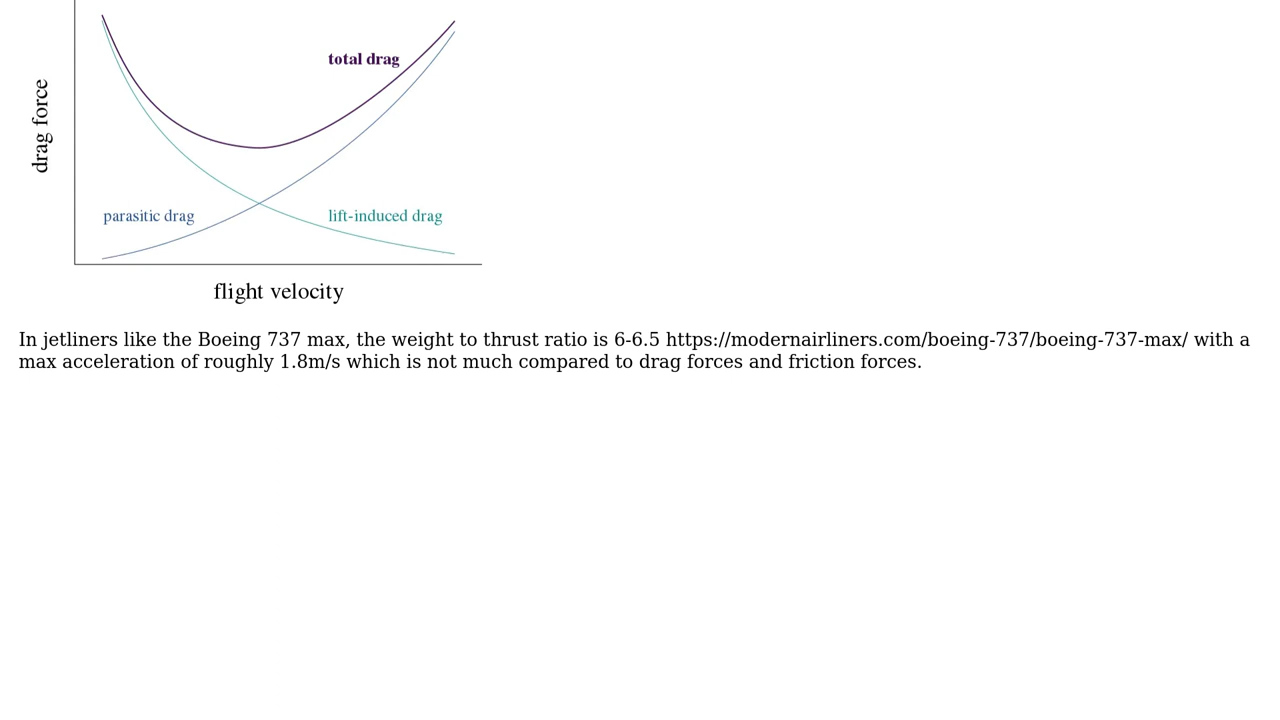 total drag
drag force
parasitic drag
lift-induced drag
flight velocity
In jetliners like the Boeing 737 max, the weight to thrust ratio is 6-6.5 https://modernairliners.com/boeing-737/boeing-737-max/ with a
max acceleration of roughly 1.8m/s which is not much compared to drag forces and friction forces.